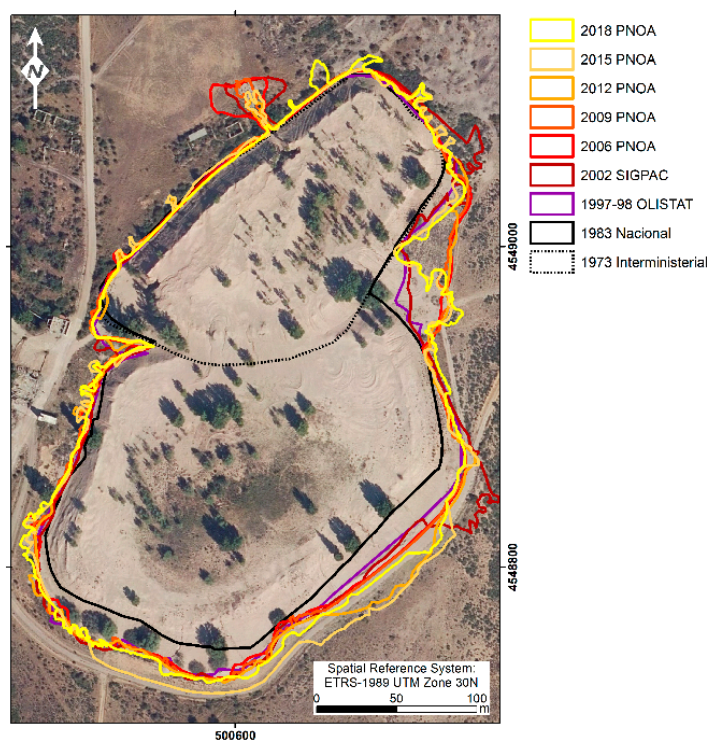 N
2018 PNOA
2015 PNOA
2012 PNOA
2009 PNOA
2006 PNOA
2002 SIGPAC
1997-98 OLISTAT
1983 Nacional
1973 Interministerial
4549000
4548800
Spatial Reference System:
ETRS-1989 UTM Zone 30N
0 50 100
m
500600